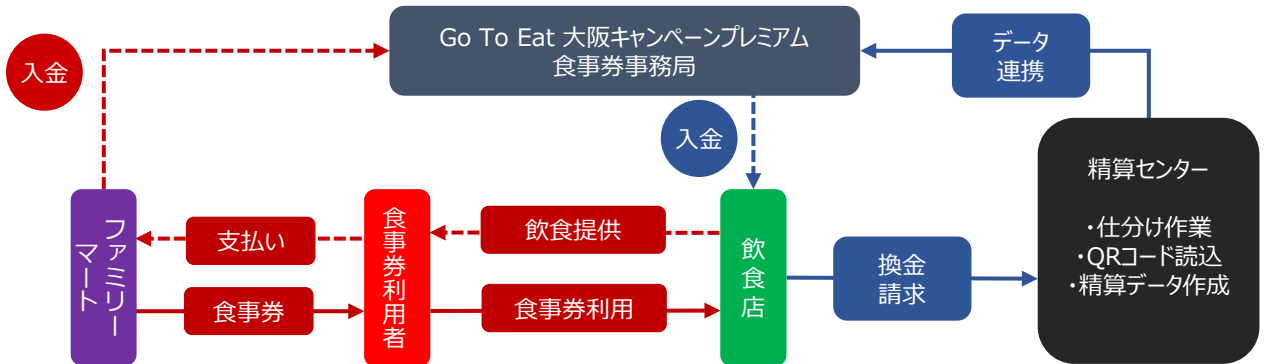 Go To Eat 大阪キャンペーンプレミアム
食事券事務局
データ
連携
入金
入金
精算センター
・仕分け作業
・QRコード読込
・精算データ作成
ファミリー
マート
支払い
食事券
食事券利用者
飲食提供
食事券利用
飲食店
換金
請求